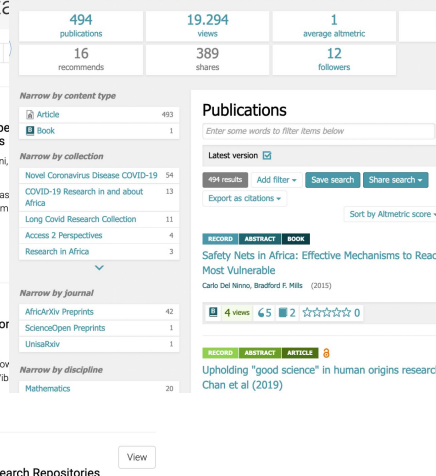 494
publications
19.294
views
1
average altmetric
16
recommends
389
shares
12
followers
Narrow by content type
Article 493
Book 1
Narrow by collection
Novel Coronavirus Disease COVID-19 54
COVID-19 Research in and about Africa 13
Long Covid Research Collection 11
Access 2 Perspectives 4
Research in Africa 3
Narrow by journal
AfricArXiv Preprints 42
ScienceOpen Preprints 1
UnisaRxiv 1
Narrow by discipline
Mathematics 20
Publications
Enter some words to filter items below
Latest version
494 results Add filter Save search Share search
Export as citations
Sort by Altmetric score
RECORD ABSTRACT BOOK
Safety Nets in Africa: Effective Mechanisms to
Most Vulnerable
Carlo Del Ninno, Bradford F. Mills (2015)
4 views 5 2 0
RECORD ABSTRACT ARTICLE
Upholding "good science" in human origins
Chan et al (2019)
View
Repositories